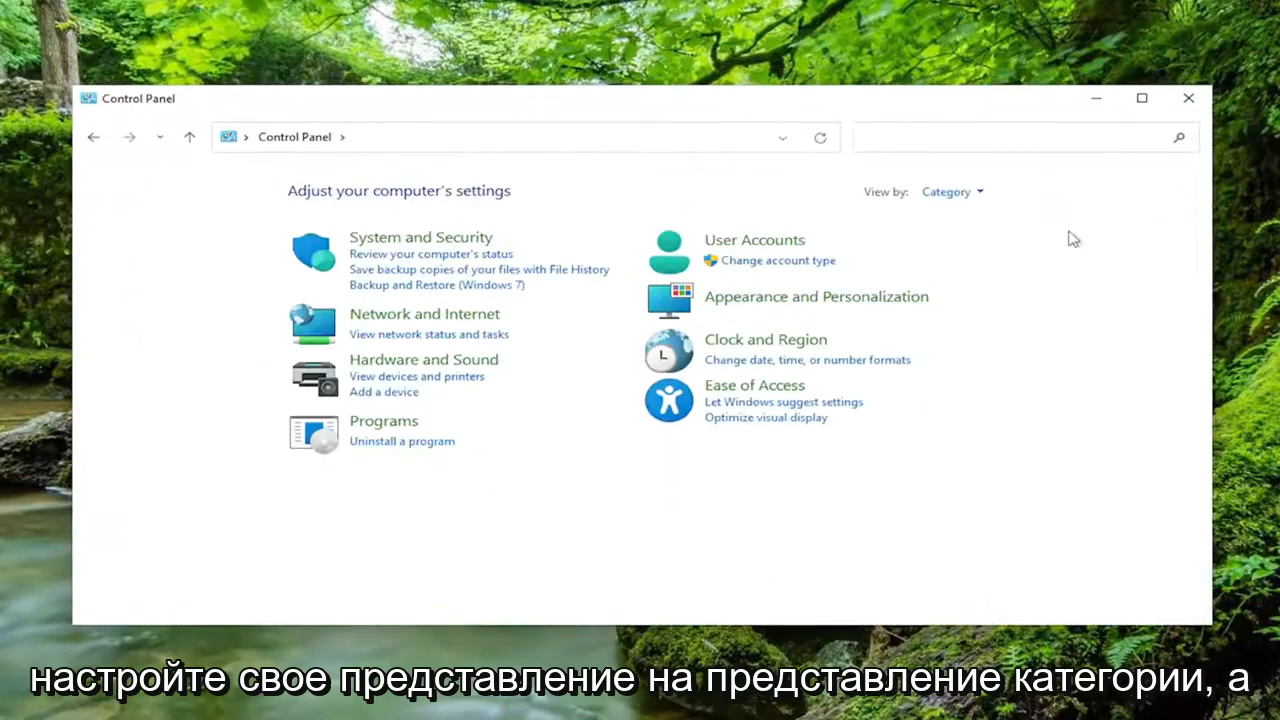 Control Panel
Control Panel
Adjust your computer's settings
View by: Category
System and Security
Review your computer's status
Save backup copies of your files with File History
Backup and Restore (Windows 7)
Network and Internet
View network status and tasks
Hardware and Sound
View devices and printers
Add a device
Programs
Uninstall a program
User Accounts
Change account type
Appearance and Personalization
Clock and Region
Change date, time, or number formats
Ease of Access
Let Windows suggest settings
Optimize visual display
настройте свое представление на представление категории, а